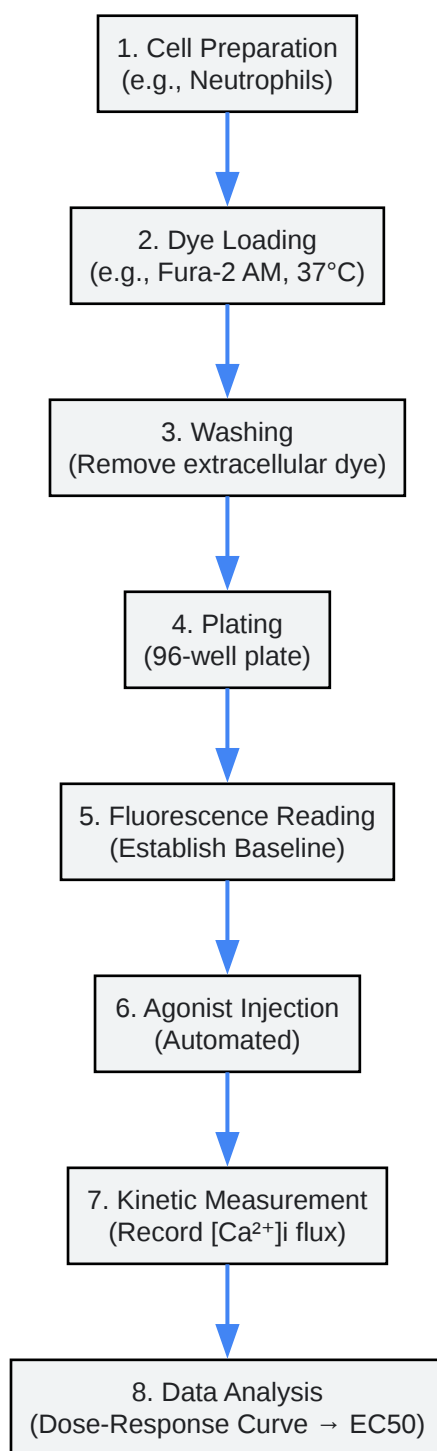 1. Cell Preparation
(e.g., Neutrophils)
2. Dye Loading
(e.g., Fura-2 AM, 37°C)
3. Washing
(Remove extracellular dye)
4. Plating
(96-well plate)
5. Fluorescence Reading
(Establish Baseline)
6. Agonist Injection
(Automated)
7. Kinetic Measurement
(Record [Ca²⁺]i flux)
8. Data Analysis
(Dose-Response Curve → EC50)